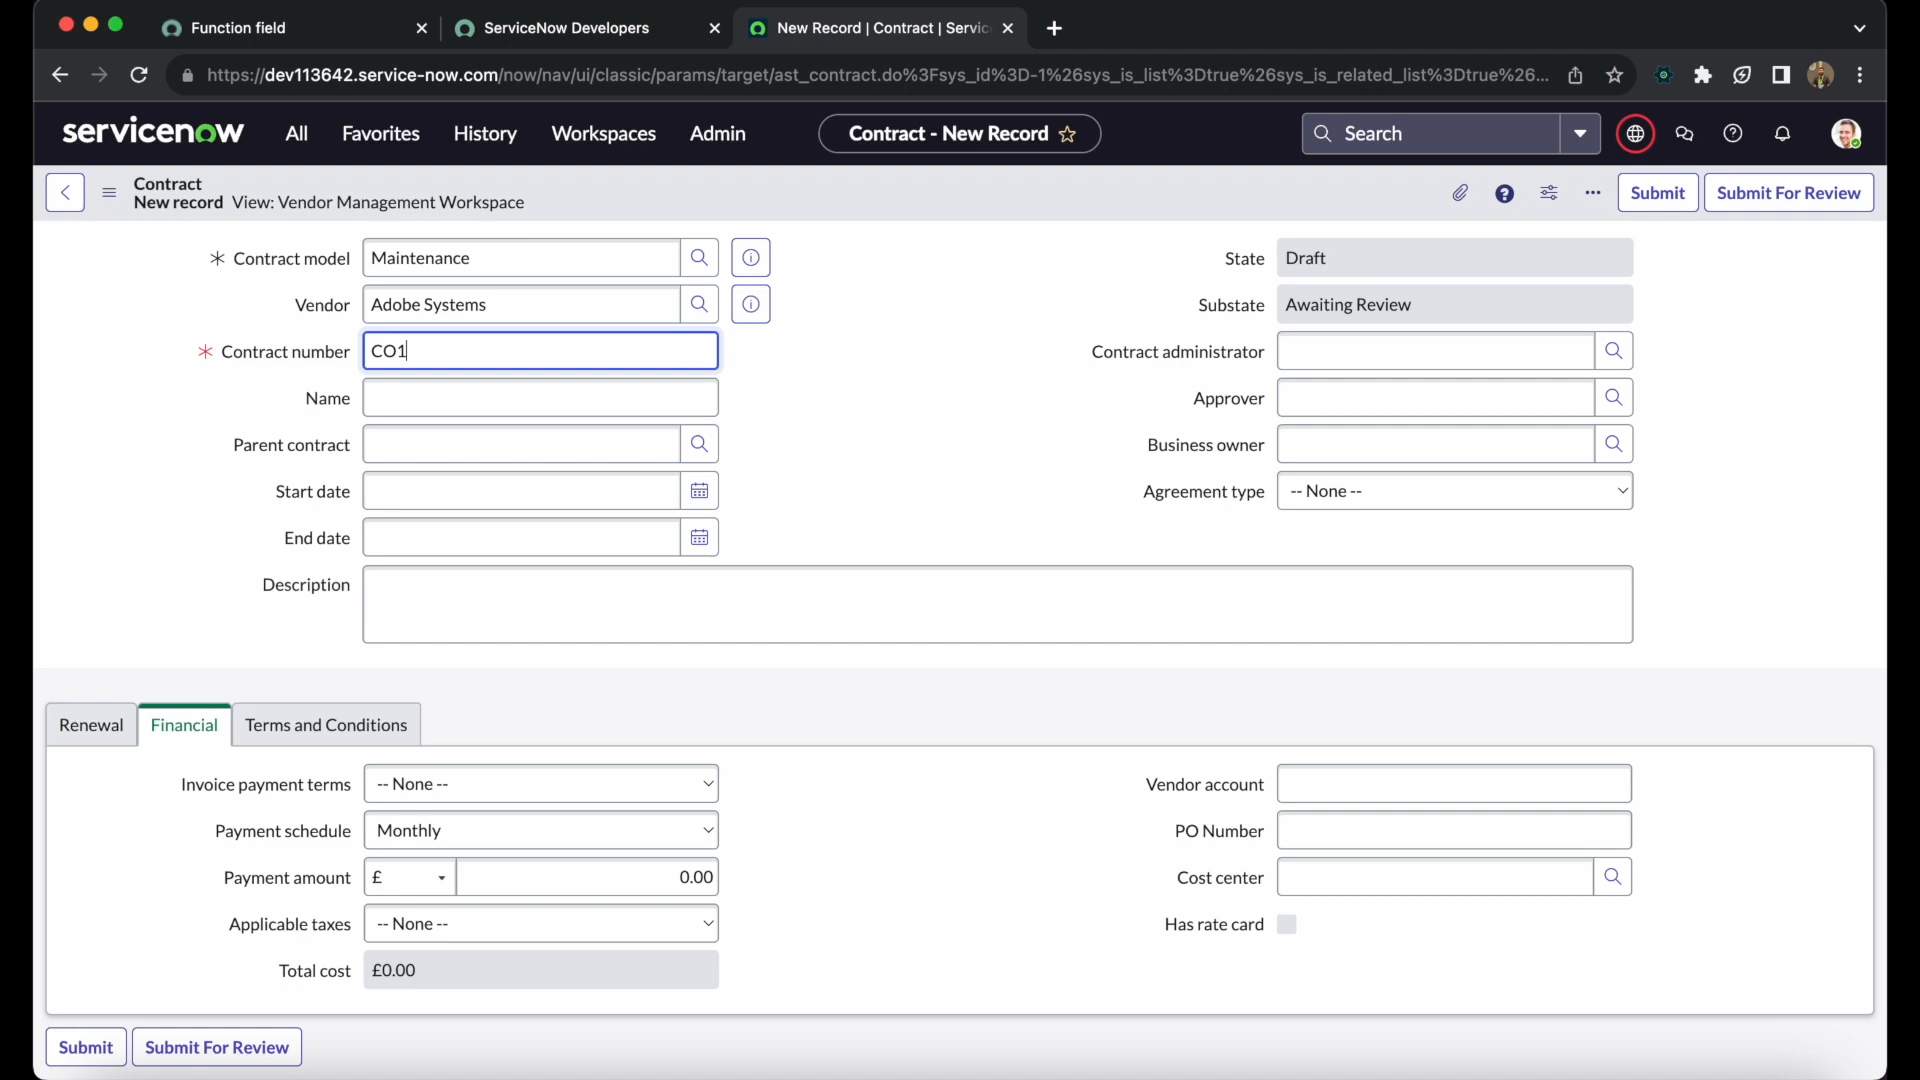 Function field
ServiceNow Developers
New Record | Contract | Servic
https://dev113642.service-now.com/now/nav/ui/classic/params/target/ast_contract.do%3Fsys_id%3D-1%26sys_is_list%3Dtrue%26sys_is_related_list%3Dtrue%26...
servicenow
All
Favorites
History
Workspaces
Admin
Contract - New Record
Search
Contract
New record View: Vendor Management Workspace
Submit
Submit For Review
Contract model
Maintenance
State
Draft
Vendor
Adobe Systems
Substate
Awaiting Review
Contract number
CO1
Contract administrator
Name
Approver
Parent contract
Business owner
Start date
Agreement type
-- None --
End date
Description
Renewal
Financial
Terms and Conditions
Invoice payment terms
-- None --
Vendor account
Payment schedule
Monthly
PO Number
Payment amount
£
0.00
Cost center
Applicable taxes
-- None --
Has rate card
Total cost
£0.00
Submit
Submit For Review